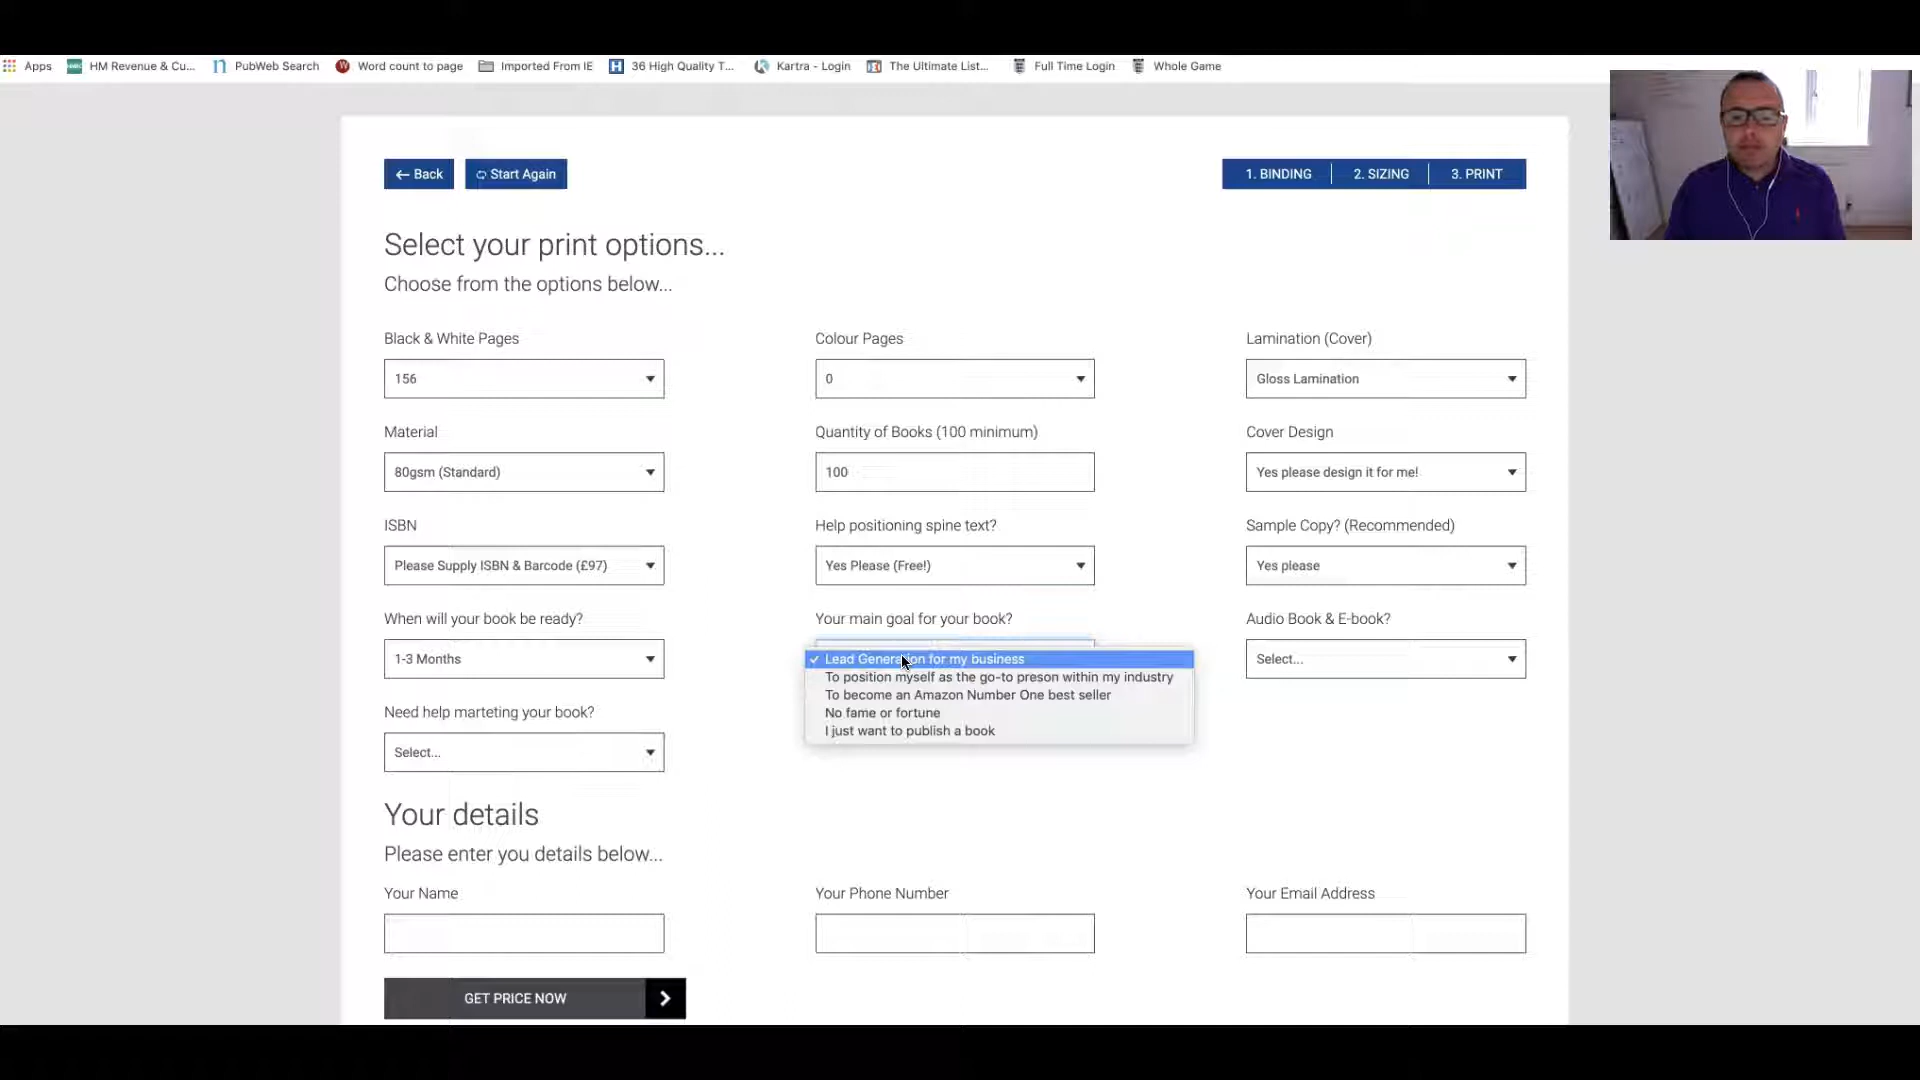 Apps HM Revenue & Cu... PubWeb Search Word count to page Imported From IE 36 High Quality T... Kartra - Login The Ultimate List... Full Time Login Whole Game
← Back Start Again 1. BINDING 2. SIZING 3. PRINT
Select your print options...
Choose from the options below...
Black & White Pages Colour Pages Lamination (Cover)
156 0 Gloss Lamination
Material Quantity of Books (100 minimum) Cover Design
80gsm (Standard) 100 Yes please design it for me!
ISBN Help positioning spine text? Sample Copy? (Recommended)
Please Supply ISBN & Barcode (£97) Yes Please (Free!) Yes please
When will your book be ready? Your main goal for your book? Audio Book & E-book?
1-3 Months ✓ Lead Generation for my business Select...
To position myself as the go-to preson within my industry
To become an Amazon Number One best seller
No fame or fortune
I just want to publish a book
Need help marteting your book?
Select...
Your details
Please enter you details below...
Your Name Your Phone Number Your Email Address
GET PRICE NOW